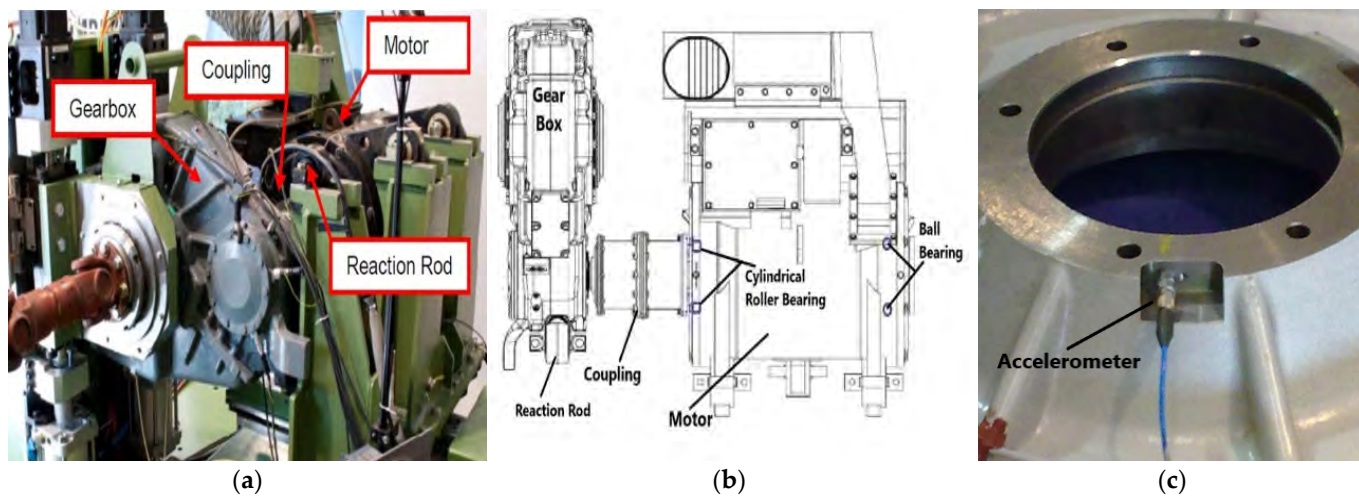 Motor
Coupling
Gearbox
Reaction Rod
(a)
Gear
Box
Ball
Bearing
Cylindrical
Roller Bearing
Coupling
Reaction Rod
Motor
(b)
Accelerometer
(c)